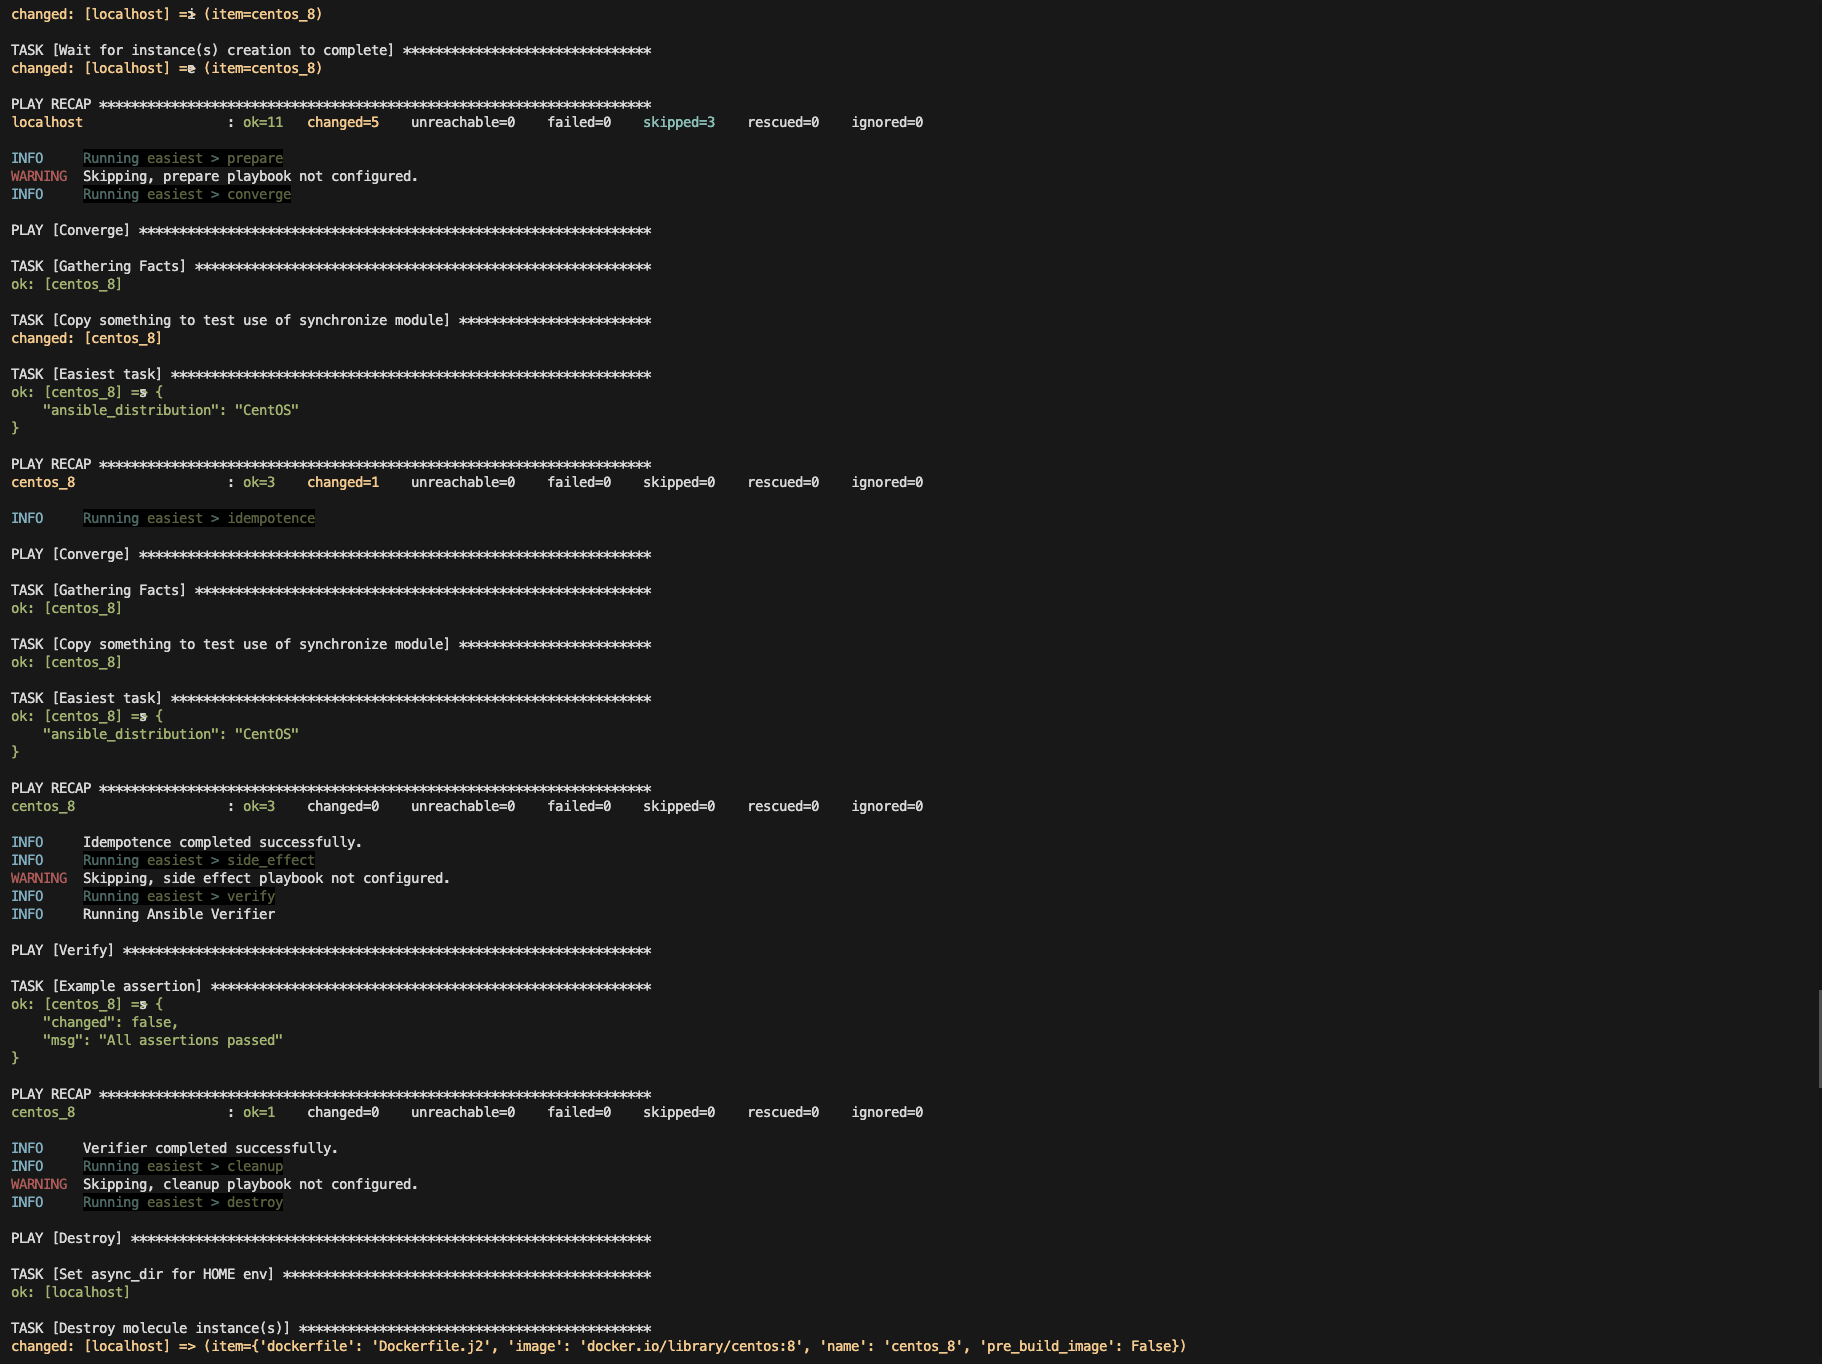 changed: [localhost] => (item=centos_8)
TASK [Wait for instance(s) creation to complete] *******************************
changed: [localhost] => (item=centos_8)
PLAY RECAP *********************************************************************
localhost                  : ok=11   changed=5    unreachable=0    failed=0    skipped=3    rescued=0    ignored=0
INFO     Running easiest > prepare
WARNING  Skipping, prepare playbook not configured.
INFO     Running easiest > converge
PLAY [Converge] ****************************************************************
TASK [Gathering Facts] *********************************************************
ok: [centos_8]
TASK [Copy something to test use of synchronize module] ************************
changed: [centos_8]
TASK [Easiest task] ************************************************************
ok: [centos_8] => {
    "ansible_distribution": "CentOS"
}
PLAY RECAP *********************************************************************
centos_8                   : ok=3    changed=1    unreachable=0    failed=0    skipped=0    rescued=0    ignored=0
INFO     Running easiest > idempotence
PLAY [Converge] ****************************************************************
TASK [Gathering Facts] *********************************************************
ok: [centos_8]
TASK [Copy something to test use of synchronize module] ************************
ok: [centos_8]
TASK [Easiest task] ************************************************************
ok: [centos_8] => {
    "ansible_distribution": "CentOS"
}
PLAY RECAP *********************************************************************
centos_8                   : ok=3    changed=0    unreachable=0    failed=0    skipped=0    rescued=0    ignored=0
INFO     Idempotence completed successfully.
INFO     Running easiest > side_effect
WARNING  Skipping, side effect playbook not configured.
INFO     Running easiest > verify
INFO     Running Ansible Verifier
PLAY [Verify] ******************************************************************
TASK [Example assertion] *******************************************************
ok: [centos_8] => {
    "changed": false,
    "msg": "All assertions passed"
}
PLAY RECAP *********************************************************************
centos_8                   : ok=1    changed=0    unreachable=0    failed=0    skipped=0    rescued=0    ignored=0
INFO     Verifier completed successfully.
INFO     Running easiest > cleanup
WARNING  Skipping, cleanup playbook not configured.
INFO     Running easiest > destroy
PLAY [Destroy] *****************************************************************
TASK [Set async_dir for HOME env] **********************************************
ok: [localhost]
TASK [Destroy molecule instance(s)] ********************************************
changed: [localhost] => (item={'dockerfile': 'Dockerfile.j2', 'image': 'docker.io/library/centos:8', 'name': 'centos_8', 'pre_build_image': False})